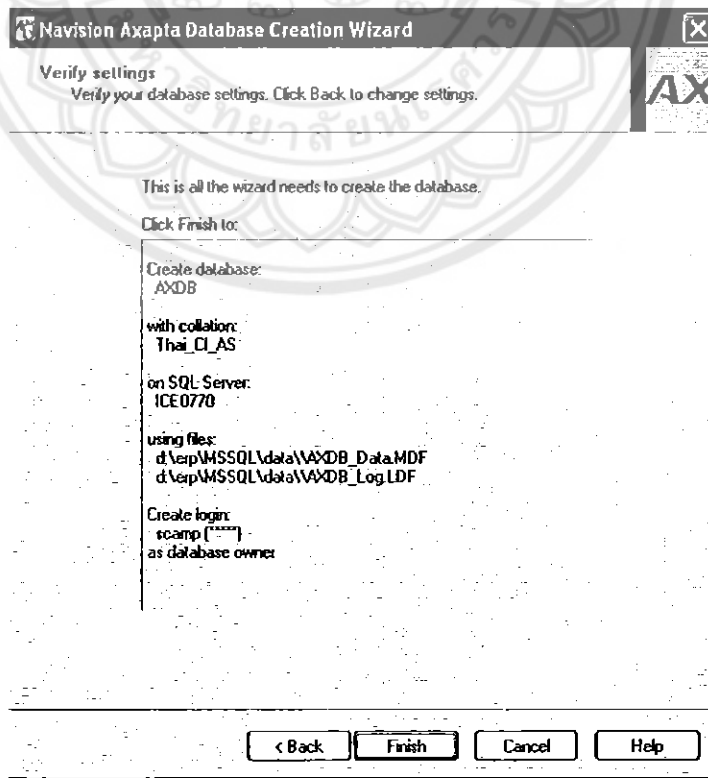 Navision Axapta Database Creation Wizard
Verify settings
Verify your database settings. Click Back to change settings.
AX
This is all the wizard needs to create the database.
Click Finish to:
Create database:
AXDB
with collation:
Thai_CI_AS
on SQL Server:
ICE0770
using files:
d:\erp\MSSQL\data\\AXDB_Data.MDF
d:\erp\MSSQL\data\\AXDB_Log.LDF
Create login:
scamp (****)
as database owner
< Back
Finish
Cancel
Help